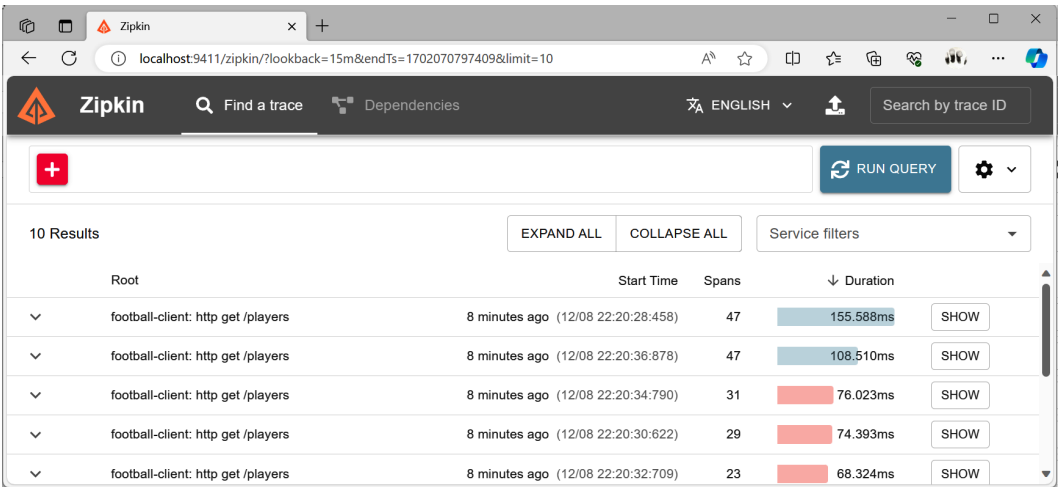 Zipkin
localhost:9411/zipkin/?lookback=15m&endTs=1702070797409&limit=10
Zipkin Find a trace Dependencies ENGLISH Search by trace ID
RUN QUERY
10 Results EXPAND ALL COLLAPSE ALL Service filters
Root Start Time Spans Duration
football-client: http get /players 8 minutes ago (12/08 22:20:28:458) 47 155.588ms SHOW
football-client: http get /players 8 minutes ago (12/08 22:20:36:878) 47 108.510ms SHOW
football-client: http get /players 8 minutes ago (12/08 22:20:34:790) 31 76.023ms SHOW
football-client: http get /players 8 minutes ago (12/08 22:20:30:622) 29 74.393ms SHOW
football-client: http get /players 8 minutes ago (12/08 22:20:32:709) 23 68.324ms SHOW